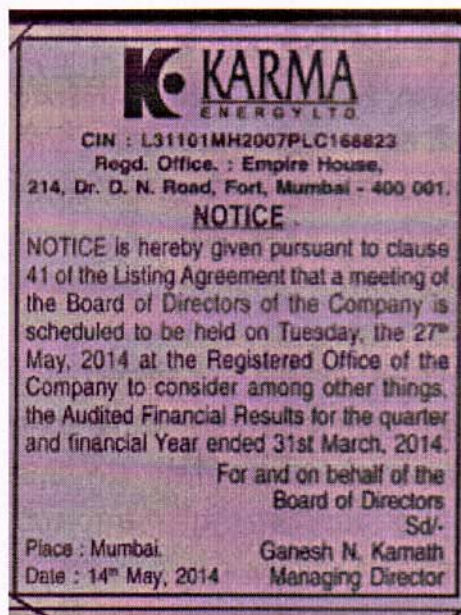 KARMA
ENERGY LTD.
CIN : L31101MH2007PLC168823
Regd. Office. : Empire House,
214, Dr. D. N. Road, Fort, Mumbai - 400 001.
NOTICE
NOTICE is hereby given pursuant to clause
41 of the Listing Agreement that a meeting of
the Board of Directors of the Company is
scheduled to be held on Tuesday, the 27th
May, 2014 at the Registered Office of the
Company to consider among other things,
the Audited Financial Results for the quarter
and financial Year ended 31st March, 2014.
For and on behalf of the
Board of Directors
Sd/-
Place : Mumbai. Ganesh N. Kamath
Date : 14th May, 2014 Managing Director